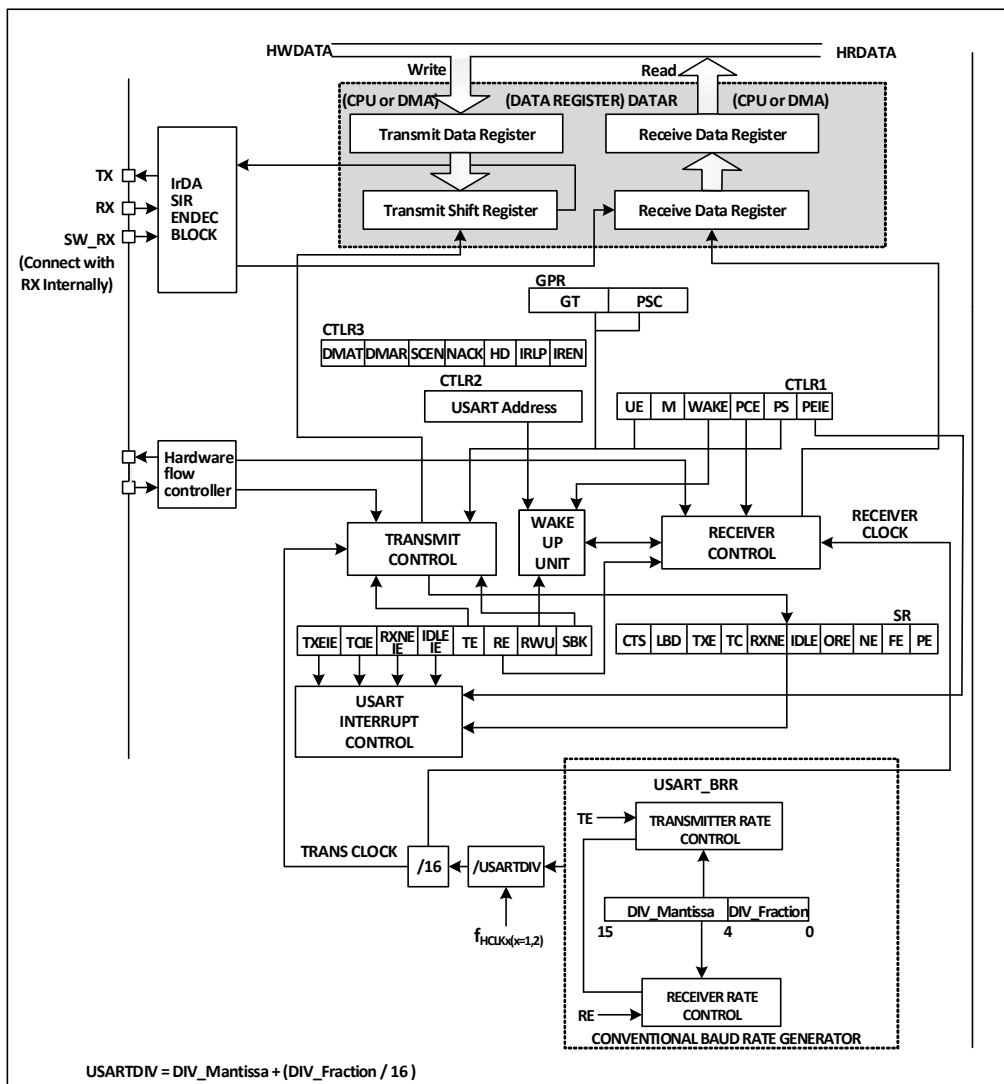 HWDATA
HRDATA
Write
Read
(CPU or DMA)
(DATA REGISTER) DATAR
(CPU or DMA)
Transmit Data Register
Receive Data Register
TX
RX
SW_RX
(Connect with
RX Internally)
IrDA
SIR
ENDEC
BLOCK
Transmit Shift Register
Receive Data Register
GPR
GT
PSC
CTLR3
DMAT DMAR SCEN NACK HD IRLP IREN
CTLR2
USART Address
CTLR1
UE M WAKE PCE PS PEIE
Hardware
flow
controller
TRANSMIT
CONTROL
WAKE
UP
UNIT
RECEIVER
CONTROL
RECEIVER
CLOCK
TXEIE TCIE RXNE IE IDLE IE TE RE RWU SBK
SR
CTS LBD TXE TC RXNE IDLE ORE NE FE PE
USART
INTERRUPT
CONTROL
USART_BRR
TE
TRANSMITTER RATE
CONTROL
TRANS CLOCK
/16
/USARTDIV
fHCLKx(x=1,2)
DIV_Mantissa
DIV_Fraction
15
4
0
RE
RECEIVER RATE
CONTROL
CONVENTIONAL BAUD RATE GENERATOR
USARTDIV = DIV_Mantissa + (DIV_Fraction / 16 )